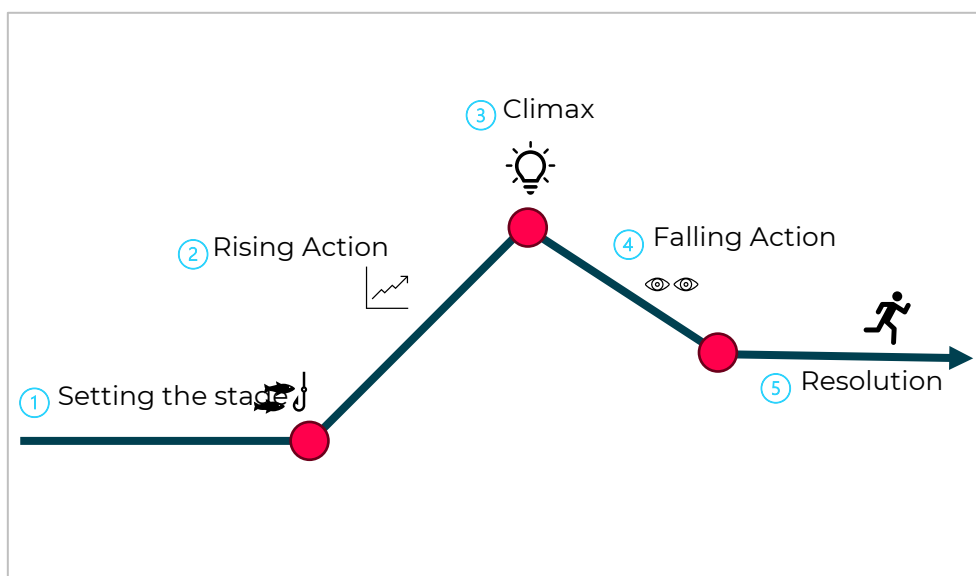 1 Setting the stage
2 Rising Action
3 Climax
4 Falling Action
5 Resolution